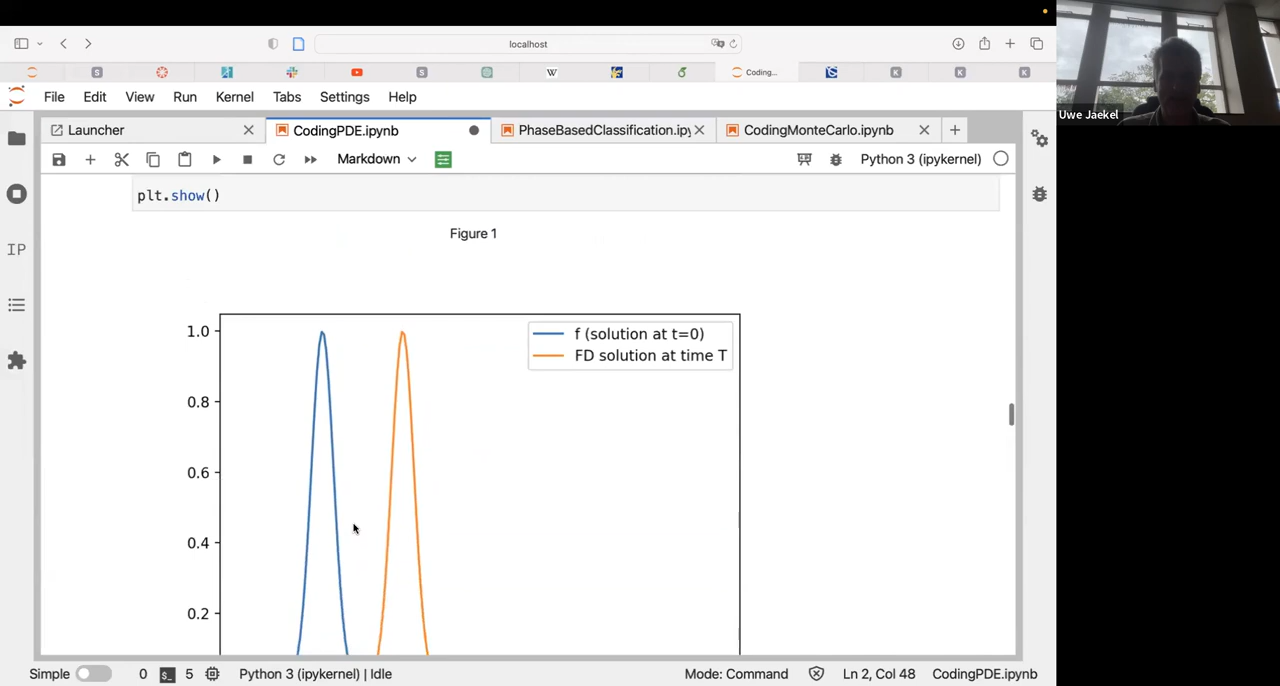 localhost
Coding...
Uwe Jaekel
File Edit View Run Kernel Tabs Settings Help
Launcher
CodingPDE.ipynb
PhaseBasedClassification.ipy
CodingMonteCarlo.ipynb
Markdown
Python 3 (ipykernel)
plt.show()
Figure 1
f (solution at t=0)
FD solution at time T
1.0
0.8
0.6
0.4
0.2
IP
Simple 0 5 Python 3 (ipykernel) | Idle Mode: Command Ln 2, Col 48 CodingPDE.ipynb